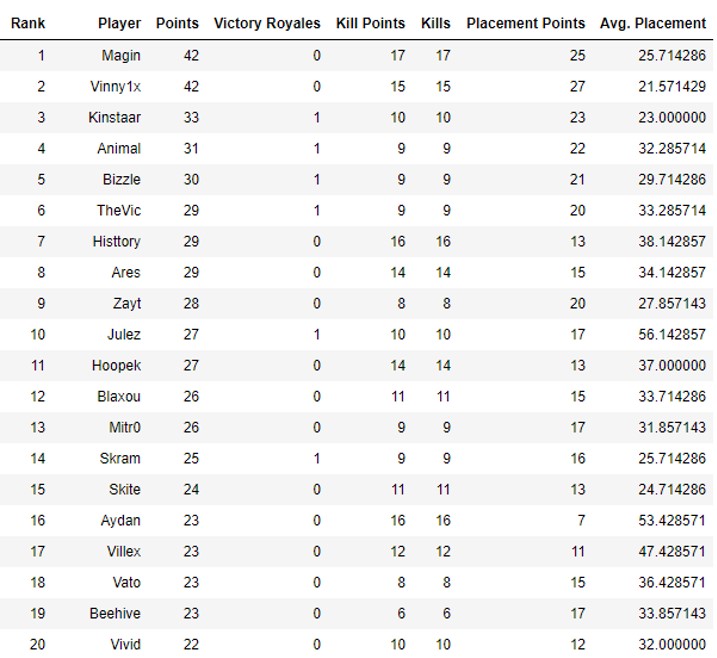 Rank Player Points Victory Royales Kill Points Kills Placement Points Avg. Placement
1 Magin 42 0 17 17 25 25.714286
2 Vinny1x 42 0 15 15 27 21.571429
3 Kinstaar 33 1 10 10 23 23.000000
4 Animal 31 1 9 9 22 32.285714
5 Bizzle 30 1 9 9 21 29.714286
6 TheVic 29 1 9 9 20 33.285714
7 Histtory 29 0 16 16 13 38.142857
8 Ares 29 0 14 14 15 34.142857
9 Zayt 28 0 8 8 20 27.857143
10 Julez 27 1 10 10 17 56.142857
11 Hoopek 27 0 14 14 13 37.000000
12 Blaxou 26 0 11 11 15 33.714286
13 Mitr0 26 0 9 9 17 31.857143
14 Skram 25 1 9 9 16 25.714286
15 Skite 24 0 11 11 13 24.714286
16 Aydan 23 0 16 16 7 53.428571
17 Villex 23 0 12 12 11 47.428571
18 Vato 23 0 8 8 15 36.428571
19 Beehive 23 0 6 6 17 33.857143
20 Vivid 22 0 10 10 12 32.000000